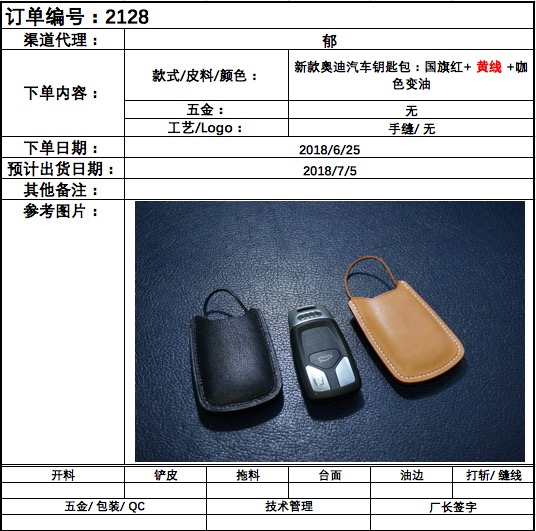 订单编号：2128
渠道代理：
郁
下单内容：
款式/皮料/颜色：
新款奥迪汽车钥匙包：国旗红+ 黄线 +咖
色变油
五金：
无
工艺/Logo：
手缝/ 无
下单日期：
2018/6/25
预计出货日期：
2018/7/5
其他备注：
参考图片：
开料 铲皮 拖料 台面 油边 打斩/ 缝线
五金/ 包装/ QC 技术管理 厂长签字